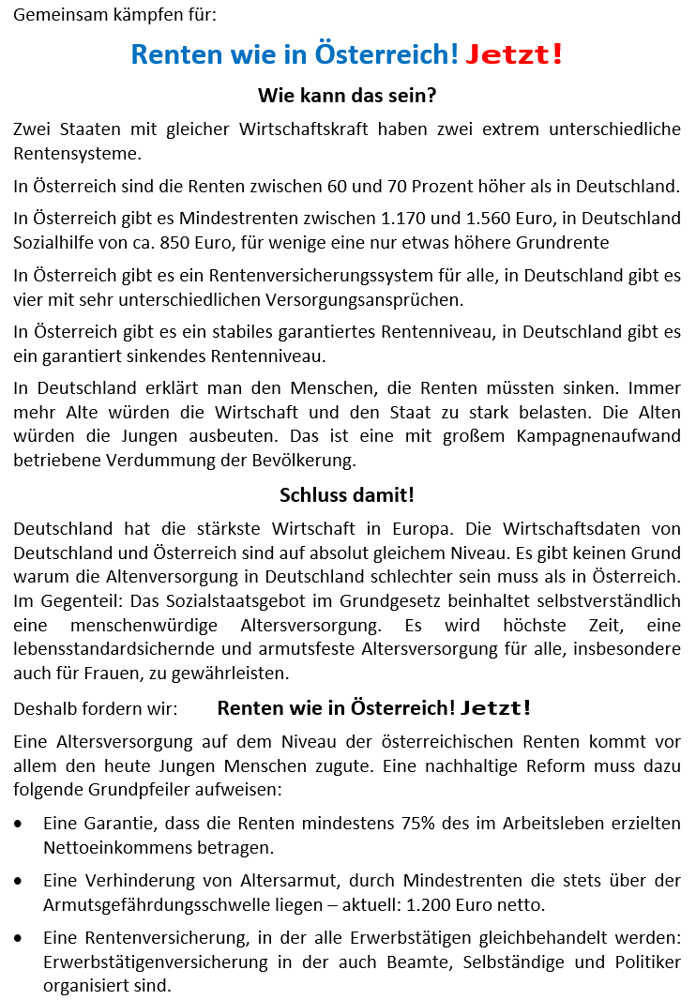 Gemeinsam kämpfen für:
Renten wie in Österreich! Jetzt!
Wie kann das sein?
Zwei Staaten mit gleicher Wirtschaftskraft haben zwei extrem unterschiedliche
Rentensysteme.
In Österreich sind die Renten zwischen 60 und 70 Prozent höher als in Deutschland.
In Österreich gibt es Mindestrenten zwischen 1.170 und 1.560 Euro, in Deutschland
Sozialhilfe von ca. 850 Euro, für wenige eine nur etwas höhere Grundrente
In Österreich gibt es ein Rentenversicherungssystem für alle, in Deutschland gibt es
vier mit sehr unterschiedlichen Versorgungsansprüchen.
In Österreich gibt es ein stabiles garantiertes Rentenniveau, in Deutschland gibt es
ein garantiert sinkendes Rentenniveau.
In Deutschland erklärt man den Menschen, die Renten müssten sinken. Immer
mehr Alte würden die Wirtschaft und den Staat zu stark belasten. Die Alten
würden die Jungen ausbeuten. Das ist eine mit großem Kampagnenaufwand
betriebene Verdummung der Bevölkerung.
Schluss damit!
Deutschland hat die stärkste Wirtschaft in Europa. Die Wirtschaftsdaten von
Deutschland und Österreich sind auf absolut gleichem Niveau. Es gibt keinen Grund
warum die Altenversorgung in Deutschland schlechter sein muss als in Österreich.
Im Gegenteil: Das Sozialstaatsgebot im Grundgesetz beinhaltet selbstverständlich
eine menschenwürdige Altersversorgung. Es wird höchste Zeit, eine
lebensstandardsichernde und armutsfeste Altersversorgung für alle, insbesondere
auch für Frauen, zu gewährleisten.
Deshalb fordern wir: Renten wie in Österreich! Jetzt!
Eine Altersversorgung auf dem Niveau der österreichischen Renten kommt vor
allem den heute Jungen Menschen zugute. Eine nachhaltige Reform muss dazu
folgende Grundpfeiler aufweisen:
• Eine Garantie, dass die Renten mindestens 75% des im Arbeitsleben erzielten
Nettoeinkommens betragen.
• Eine Verhinderung von Altersarmut, durch Mindestrenten die stets über der
Armutsgefährdungsschwelle liegen – aktuell: 1.200 Euro netto.
• Eine Rentenversicherung, in der alle Erwerbstätigen gleichbehandelt werden:
Erwerbstätigenversicherung in der auch Beamte, Selbständige und Politiker
organisiert sind.